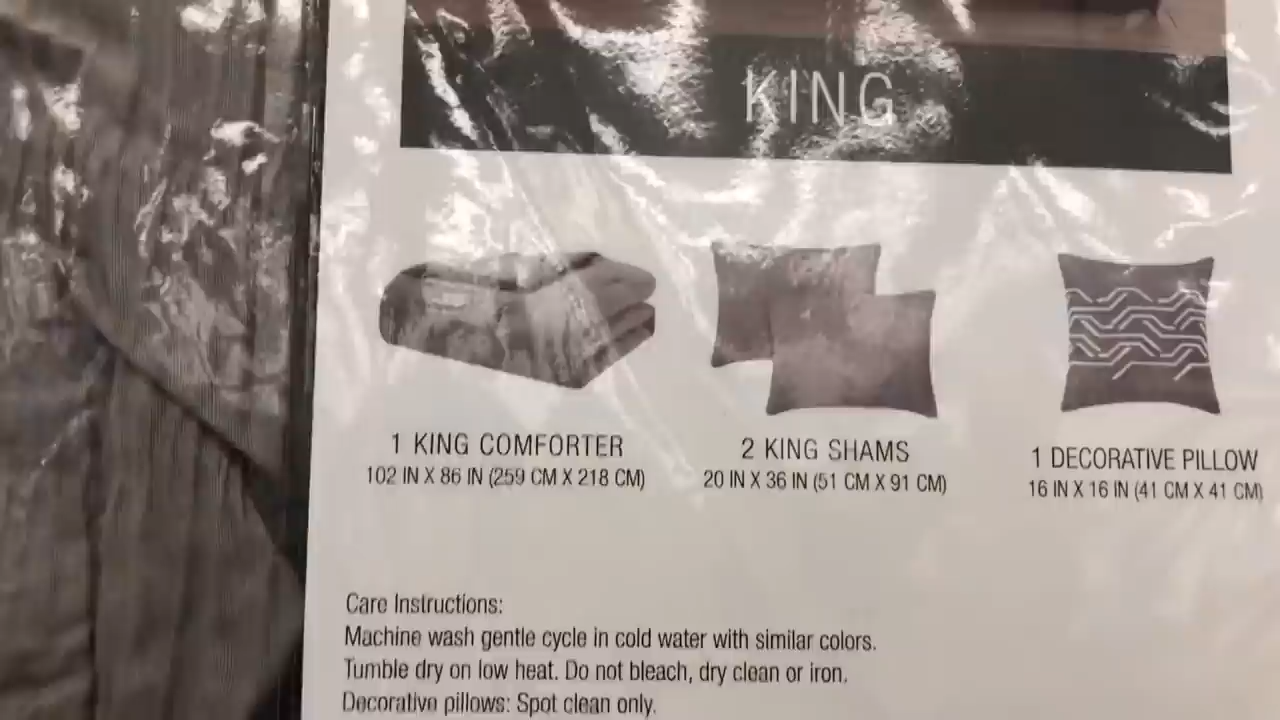 KING
1 KING COMFORTER
102 IN X 86 IN (259 CM X 218 CM)
2 KING SHAMS
20 IN X 36 IN (51 CM X 91 CM)
1 DECORATIVE PILLOW
16 IN X 16 IN (41 CM X 41 CM)
Care Instructions:
Machine wash gentle cycle in cold water with similar colors.
Tumble dry on low heat. Do not bleach, dry clean or iron.
Decorative pillows: Spot clean only.